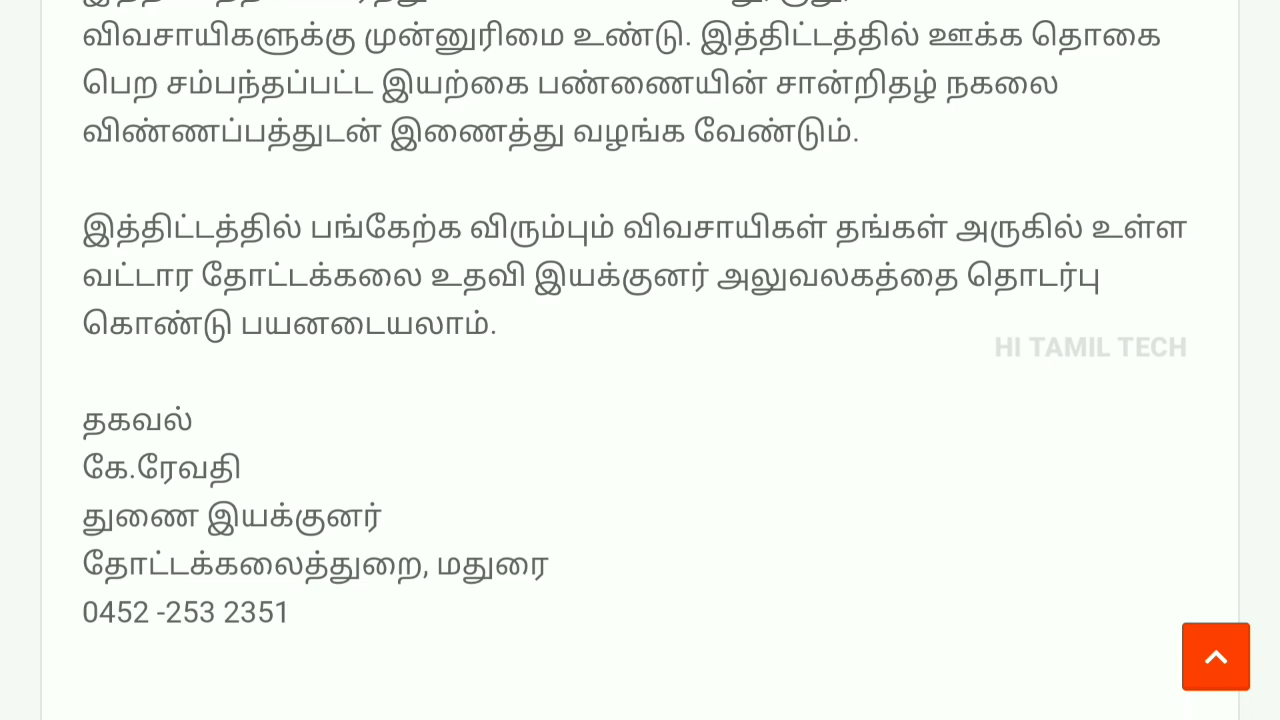 விவசாயிகளுக்கு முன்னுரிமை உண்டு. இத்திட்டத்தில் ஊக்க தொகை
பெற சம்பந்தப்பட்ட இயற்கை பண்ணையின் சான்றிதழ் நகலை
விண்ணப்பத்துடன் இணைத்து வழங்க வேண்டும்.
இத்திட்டத்தில் பங்கேற்க விரும்பும் விவசாயிகள் தங்கள் அருகில் உள்ள
வட்டார தோட்டக்கலை உதவி இயக்குனர் அலுவலகத்தை தொடர்பு
கொண்டு பயனடையலாம்.
HI TAMIL TECH
தகவல்
கே.ரேவதி
துணை இயக்குனர்
தோட்டக்கலைத்துறை, மதுரை
0452 -253 2351